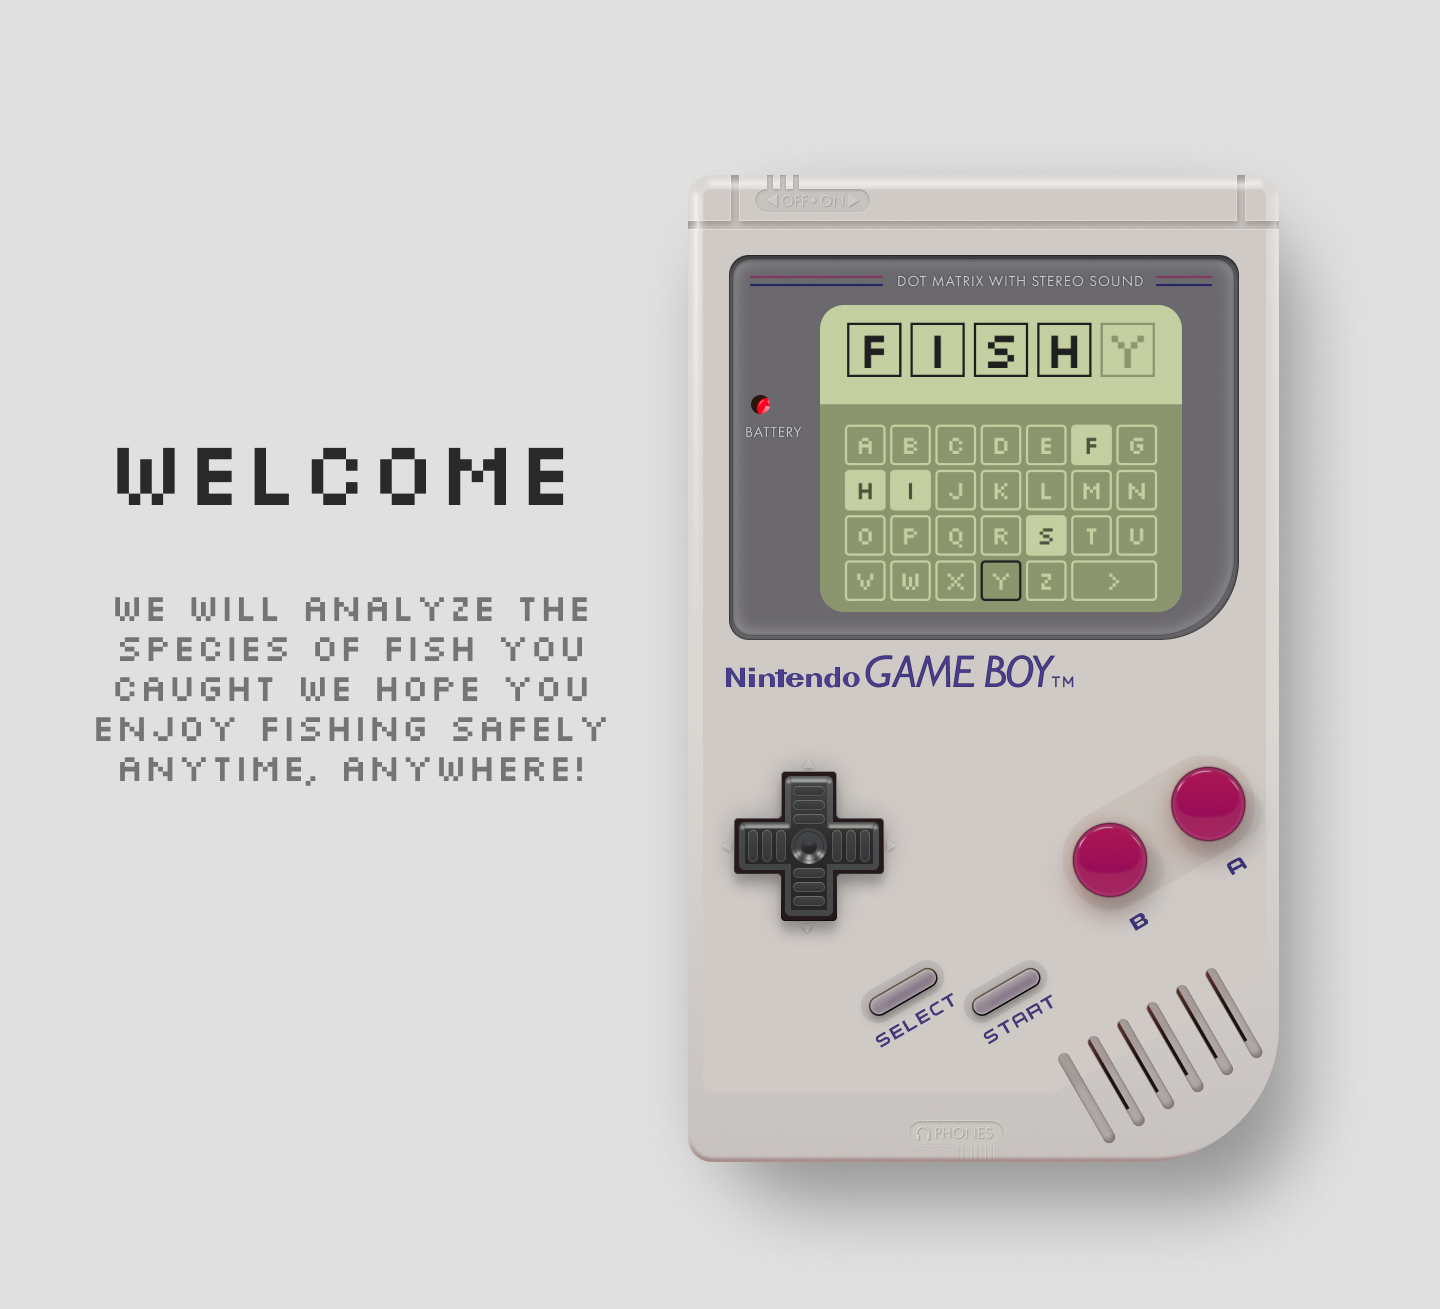 WELCOME
WE WILL ANALYZE THE
SPECIES OF FISH YOU
CAUGHT WE HOPE YOU
ENJOY FISHING SAFELY
ANYTIME, ANYWHERE!
OFF•ON
DOT MATRIX WITH STEREO SOUND
F I S H Y
BATTERY
A B C D E F G
H I J K L M N
O P Q R S T U
V W X Y Z >
Nintendo GAME BOY TM
A
B
SELECT START
PHONES